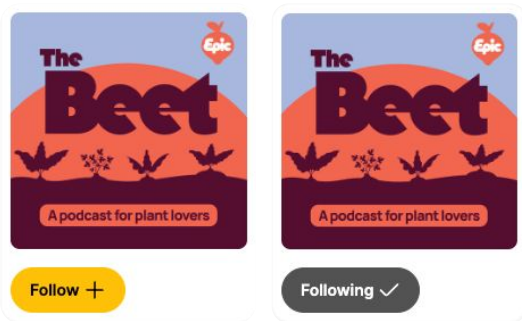 Epic
The
Beet
A podcast for plant lovers
Follow
Epic
The
Beet
A podcast for plant lovers
Following